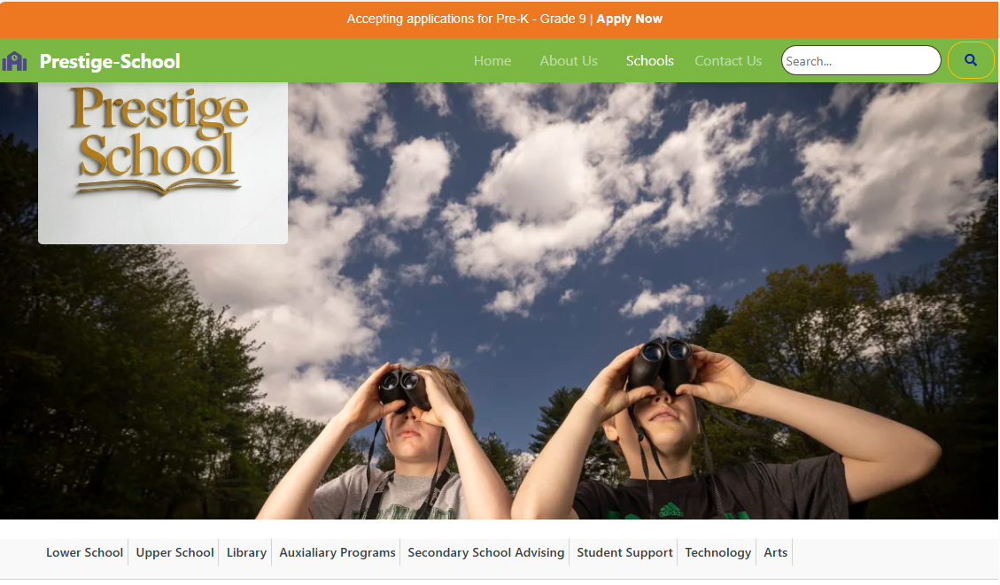 Accepting applications for Pre-K - Grade 9 | Apply Now
Prestige-School
Home About Us Schools Contact Us Search...
Prestige
School
adidas
Lower School Upper School Library Auxialiary Programs Secondary School Advising Student Support Technology Arts